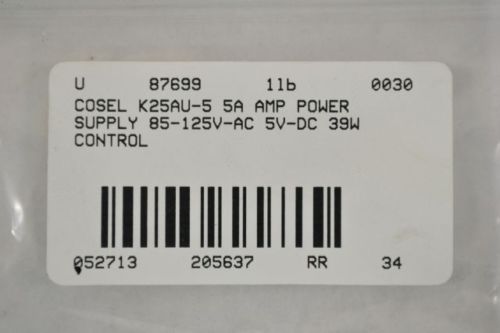 U 87699 1lb 0030
COSEL K25AU-5 5A AMP POWER
SUPPLY 85-125V-AC 5V-DC 39W
CONTROL
052713 205637 RR 34